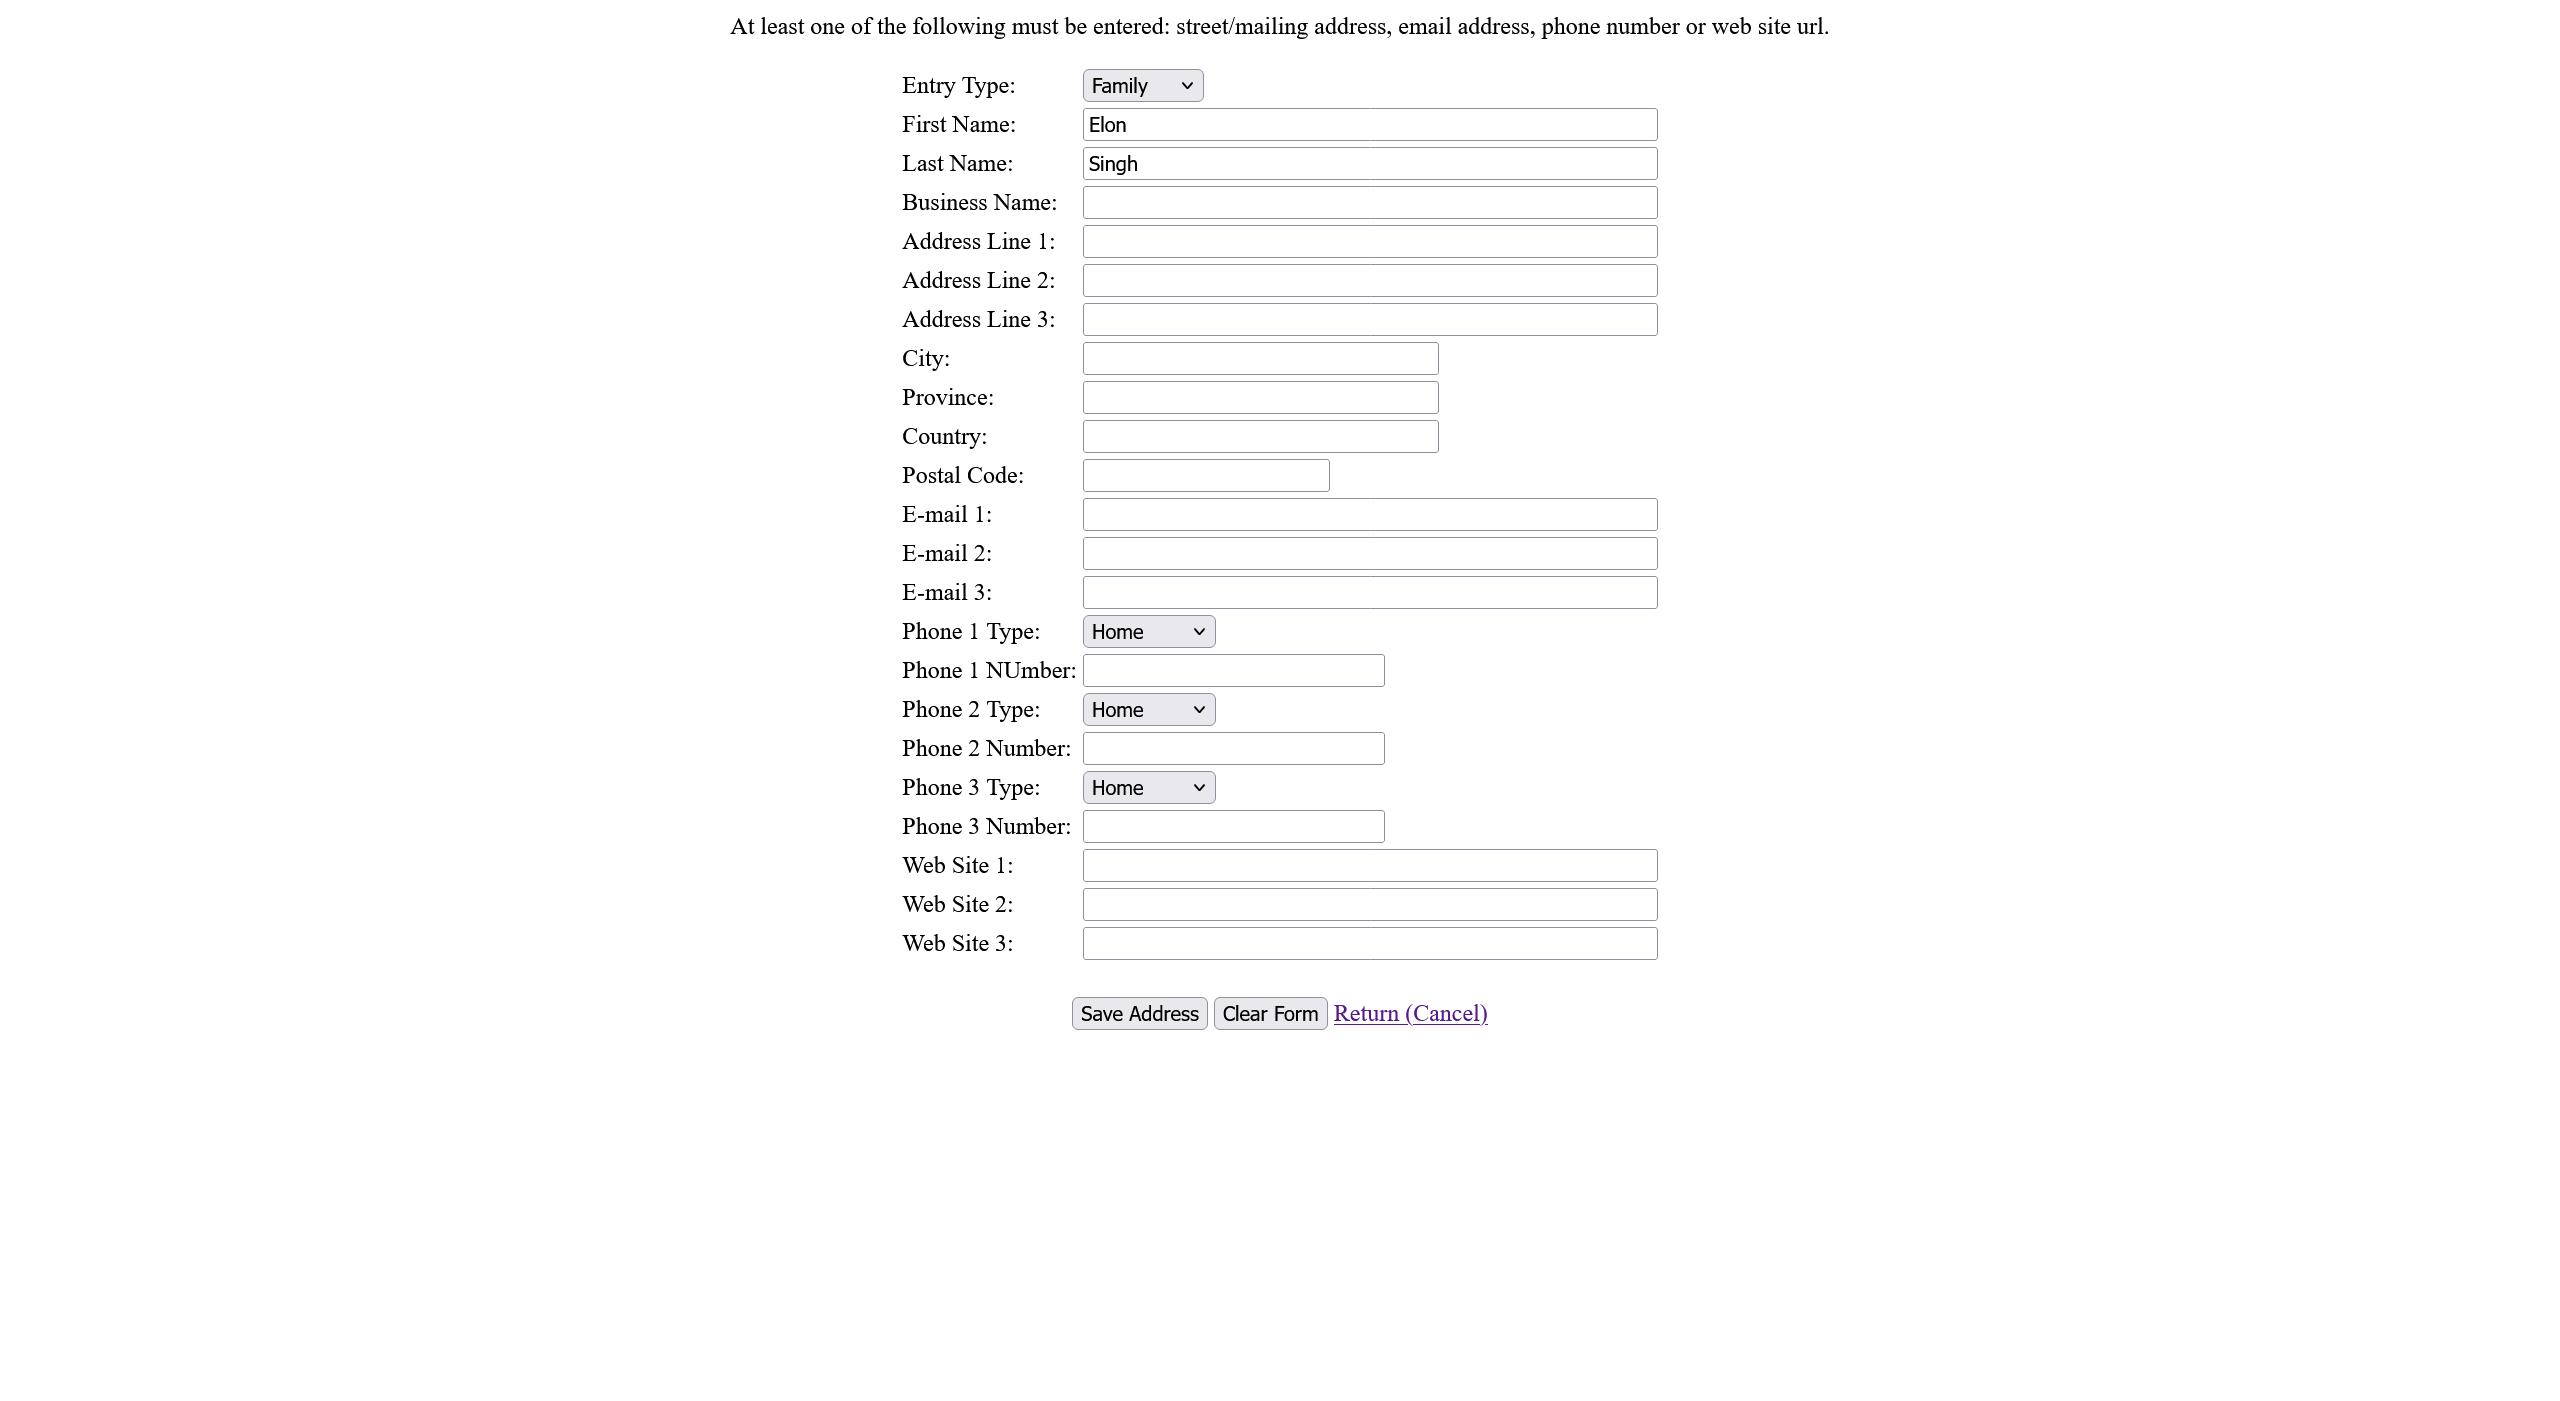 At least one of the following must be entered: street/mailing address, email address, phone number or web site url.
Entry Type: Family
First Name: Elon
Last Name: Singh
Business Name:
Address Line 1:
Address Line 2:
Address Line 3:
City:
Province:
Country:
Postal Code:
E-mail 1:
E-mail 2:
E-mail 3:
Phone 1 Type: Home
Phone 1 NUmber:
Phone 2 Type: Home
Phone 2 Number:
Phone 3 Type: Home
Phone 3 Number:
Web Site 1:
Web Site 2:
Web Site 3:
Save Address Clear Form Return (Cancel)